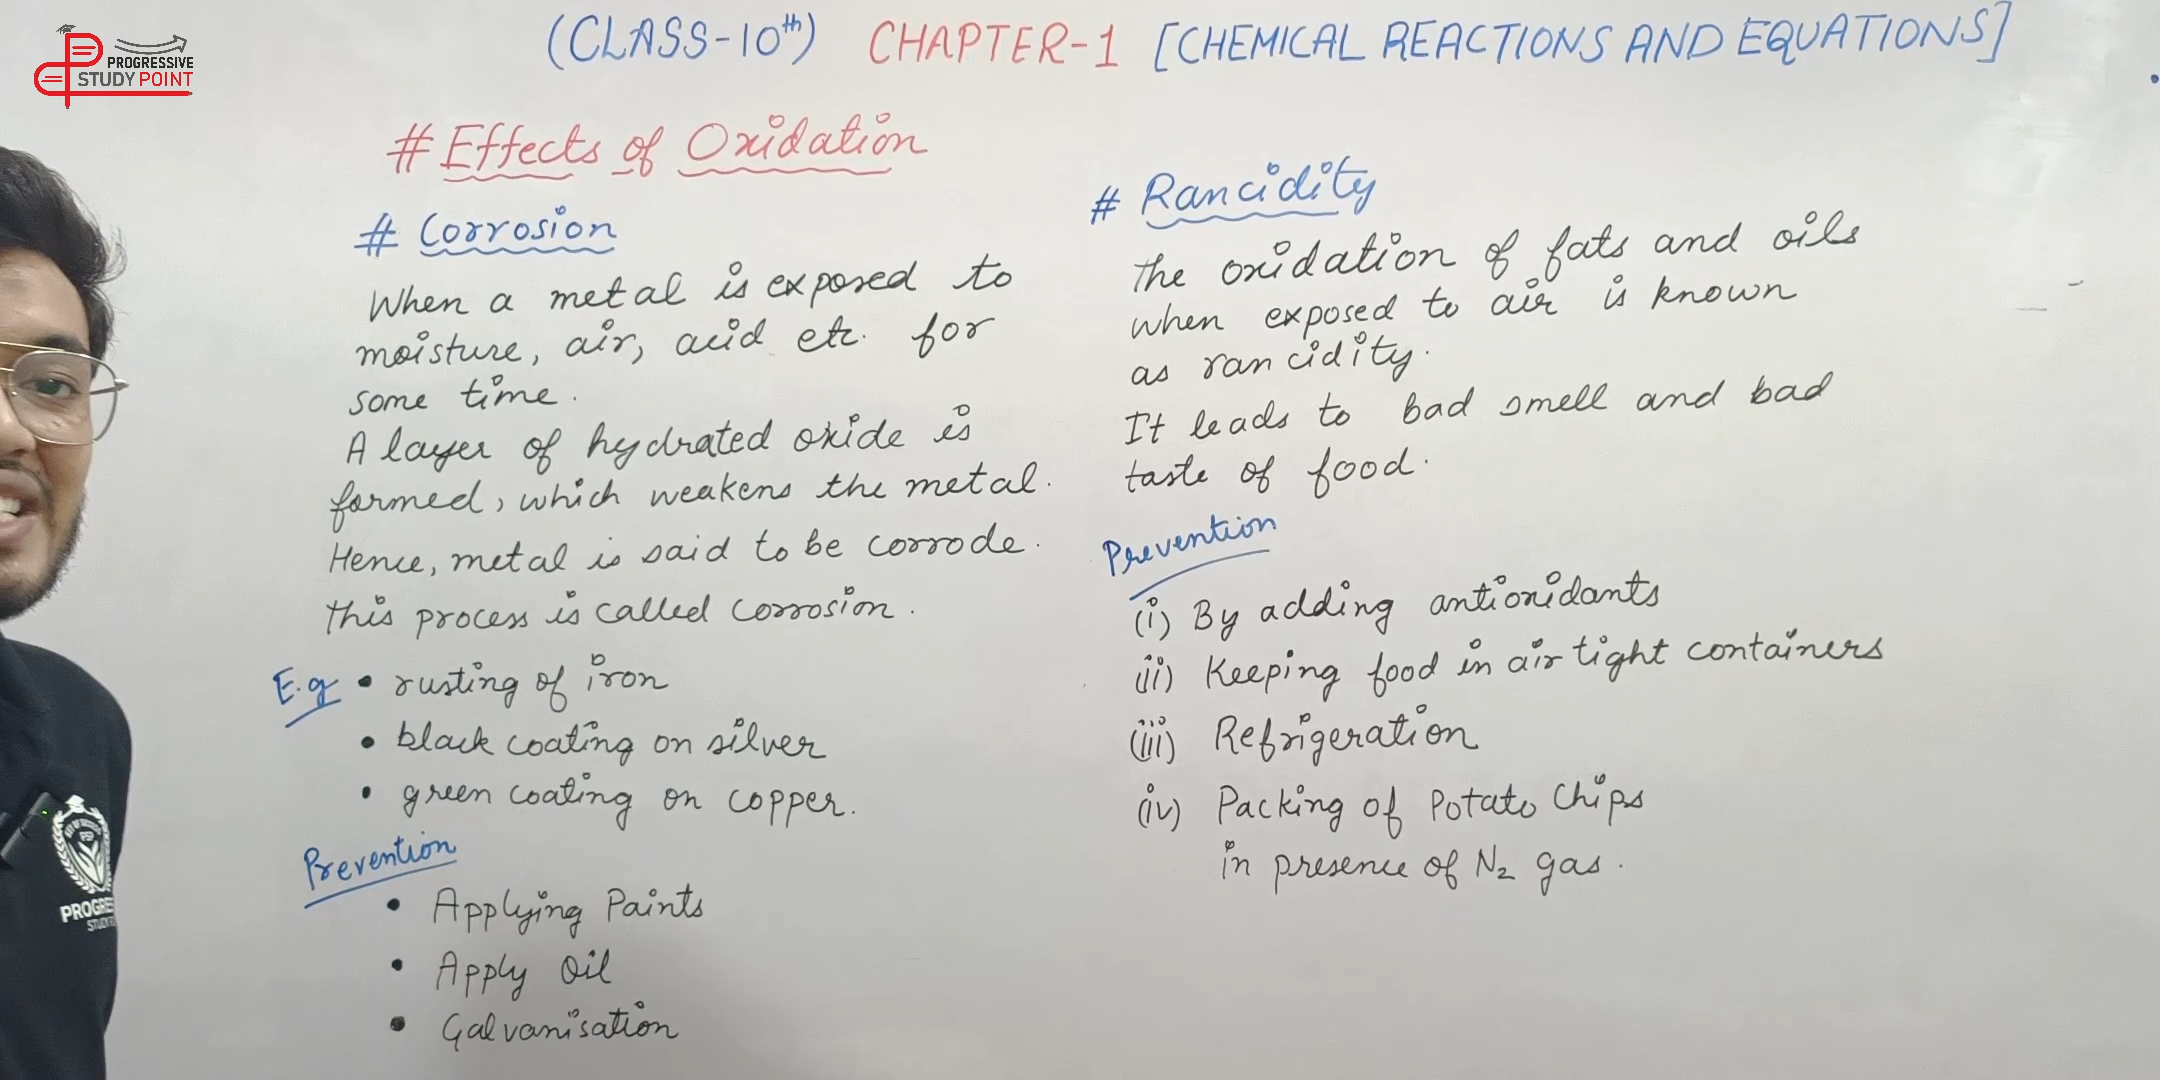 PROGRESSIVE
STUDY POINT
(CLASS-10th) CHAPTER-1 [CHEMICAL REACTIONS AND EQUATIONS]
# Effects of Oxidation
# Corrosion
When a metal is exposed to
moisture, air, acid etc. for
some time.
A layer of hydrated oxide is
formed, which weakens the metal.
Hence, metal is said to be corrode.
This process is called corrosion.
E.g • rusting of iron
• black coating on silver
• green coating on copper.
Prevention
• Applying Paints
• Apply Oil
• Galvanisation
# Rancidity
The oxidation of fats and oils
when exposed to air is known
as rancidity.
It leads to bad smell and bad
taste of food.
Prevention
(i) By adding antioxidants
(ii) Keeping food in air tight containers
(iii) Refrigeration
(iv) Packing of Potato Chips
in presence of N₂ gas.
PSP